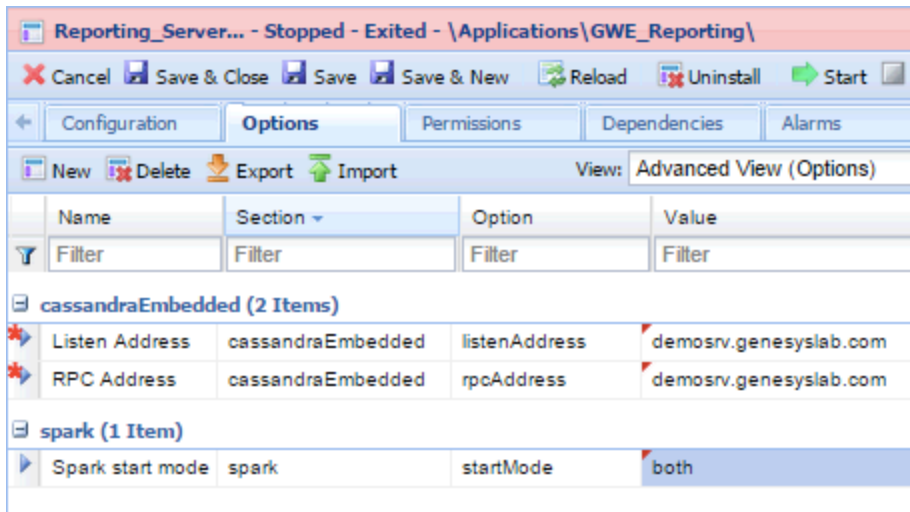 Reporting_Server... - Stopped - Exited - \Applications\GWE_Reporting\
Cancel Save & Close Save Save & New Reload Uninstall Start
Configuration Options Permissions Dependencies Alarms
New Delete Export Import View: Advanced View (Options)
Name Section Option Value
Filter Filter Filter Filter
cassandraEmbedded (2 Items)
Listen Address cassandraEmbedded listenAddress demosrv.genesyslab.com
RPC Address cassandraEmbedded rpcAddress demosrv.genesyslab.com
spark (1 Item)
Spark start mode spark startMode both